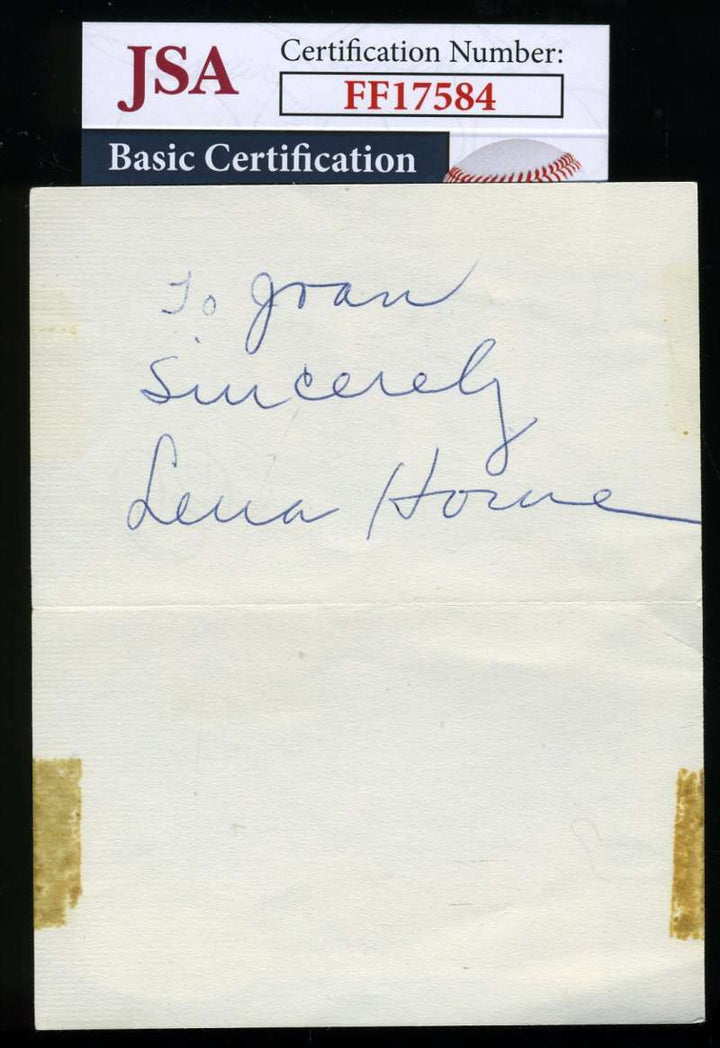 JSA
Certification Number:
FF17584
Basic Certification
To Joan
Sincerely
Lena Horne